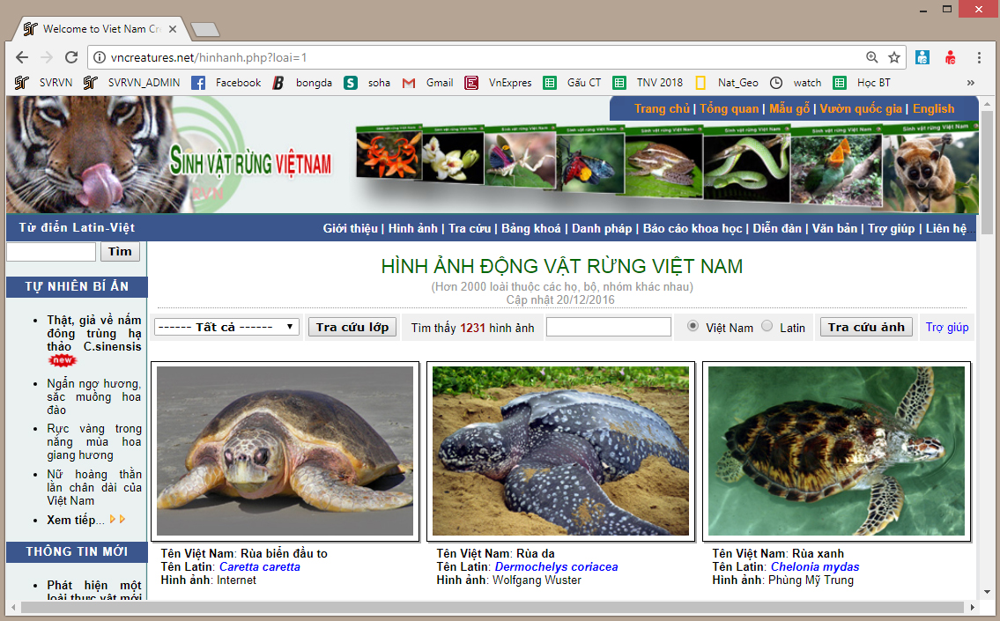 Welcome to Viet Nam Cr
vncreatures.net/hinhanh.php?loai=1
SVRVN SVRVN_ADMIN Facebook bongda soha Gmail VnExpres Gấu CT TNV 2018 Nat_Geo watch Học BT »
Trang chủ | Tổng quan | Mẫu gỗ | Vườn quốc gia | English
SINH VẬT RỪNG VIỆTNAM
Từ điển Latin-Việt
Giới thiệu | Hình ảnh | Tra cứu | Bảng khoá | Danh pháp | Báo cáo khoa học | Diễn đàn | Văn bản | Trợ giúp | Liên hệ
Tìm
HÌNH ẢNH ĐỘNG VẬT RỪNG VIỆT NAM
(Hơn 2000 loài thuộc các họ, bộ, nhóm khác nhau)
Cập nhật 20/12/2016
------ Tất cả ------ Tra cứu lớp Tìm thấy 1231 hình ảnh Việt Nam Latin Tra cứu ảnh Trợ giúp
TỰ NHIÊN BÍ ẨN
Thật, giả về nấm
đông trùng hạ
thảo C.sinensis
new
Ngẩn ngơ hương,
sắc muồng hoa
đào
Rực vàng trong
nắng mùa hoa
giang hương
Nữ hoàng thằn
lằn chân dài của
Việt Nam
Xem tiếp...
THÔNG TIN MỚI
Phát hiện một
loài thực vật mới
Tên Việt Nam: Rùa biển đầu to
Tên Latin: Caretta caretta
Hình ảnh: Internet
Tên Việt Nam: Rùa da
Tên Latin: Dermochelys coriacea
Hình ảnh: Wolfgang Wuster
Tên Việt Nam: Rùa xanh
Tên Latin: Chelonia mydas
Hình ảnh: Phùng Mỹ Trung